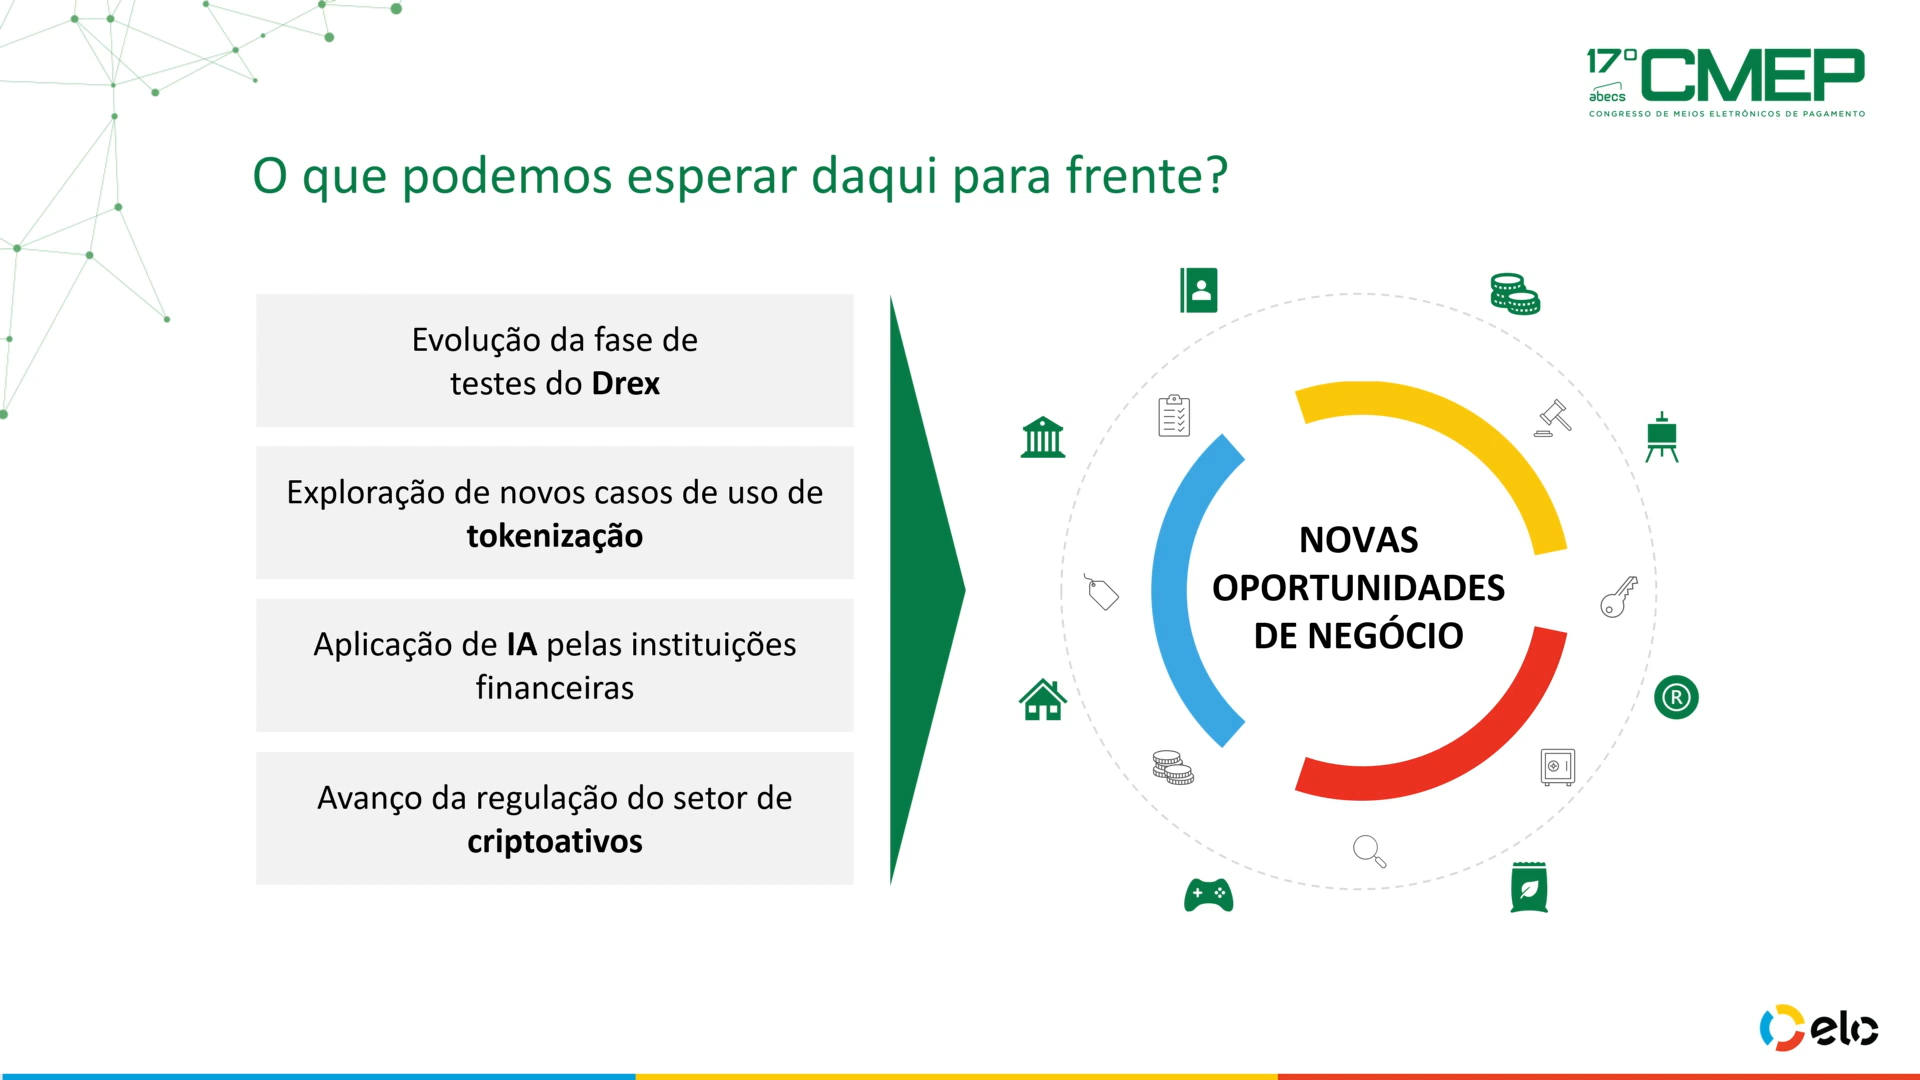 17º CMEP
abecs
CONGRESSO DE MEIOS ELETRÔNICOS DE PAGAMENTO
O que podemos esperar daqui para frente?
Evolução da fase de
testes do Drex
Exploração de novos casos de uso de
tokenização
Aplicação de IA pelas instituições
financeiras
Avanço da regulação do setor de
criptoativos
NOVAS
OPORTUNIDADES
DE NEGÓCIO
®
elo